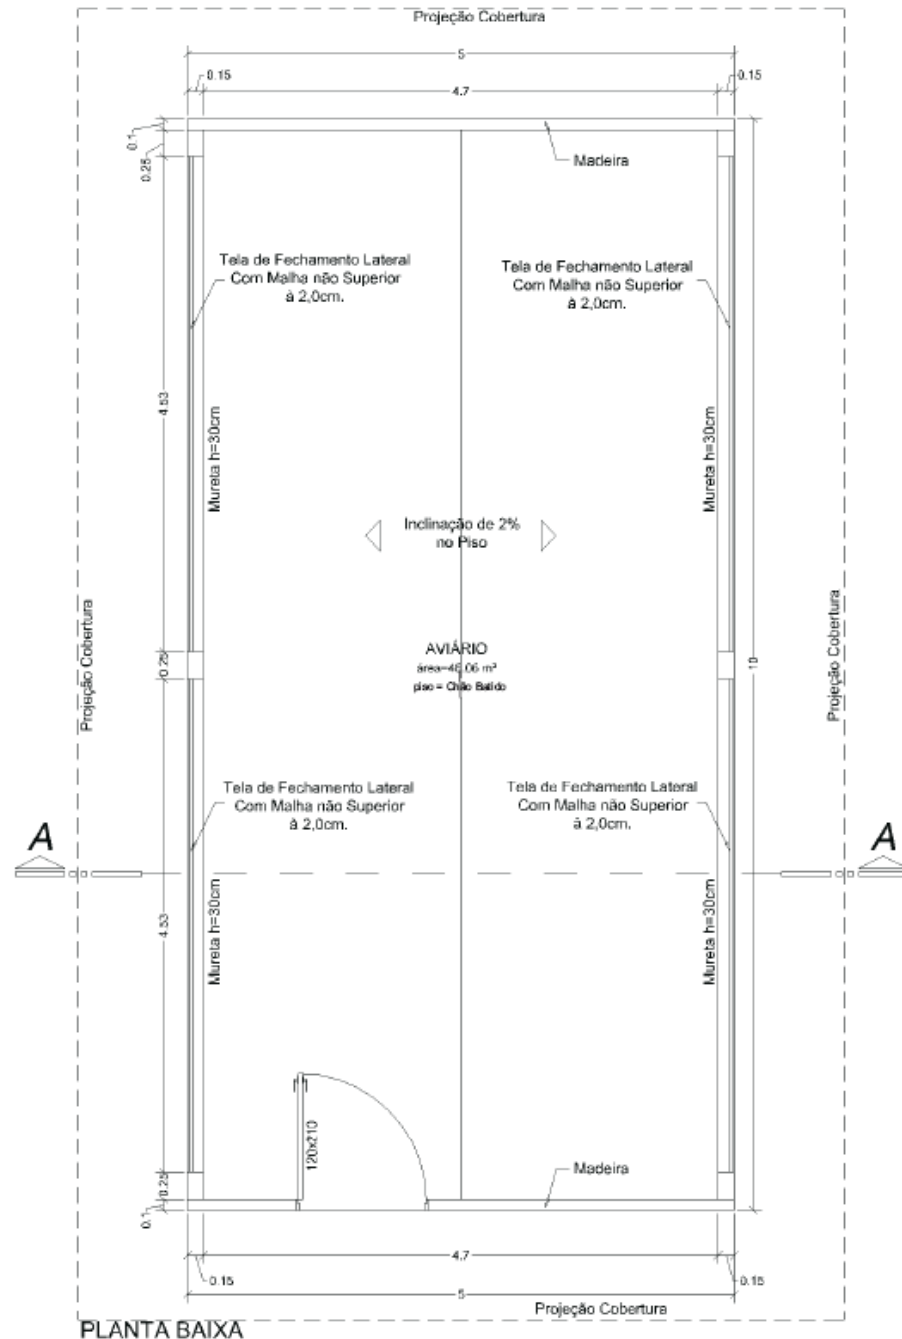 Projeção Cobertura
5
0.15
4.7
0.15
0.1
0.25
Madeira
Tela de Fechamento Lateral
Com Malha não Superior
à 2,0cm.
Tela de Fechamento Lateral
Com Malha não Superior
à 2,0cm.
4.53
Mureta h=30cm
Mureta h=30cm
Inclinação de 2%
no Piso
Projeção Cobertura
Projeção Cobertura
0.25
AVIÁRIO
área=46,06 m²
piso = Chão Batido
10
Tela de Fechamento Lateral
Com Malha não Superior
à 2,0cm.
Tela de Fechamento Lateral
Com Malha não Superior
à 2,0cm.
A
A
4.53
Mureta h=30cm
Mureta h=30cm
120x210
Madeira
0.25
0.1
4.7
0.15
0.15
5
Projeção Cobertura
PLANTA BAIXA